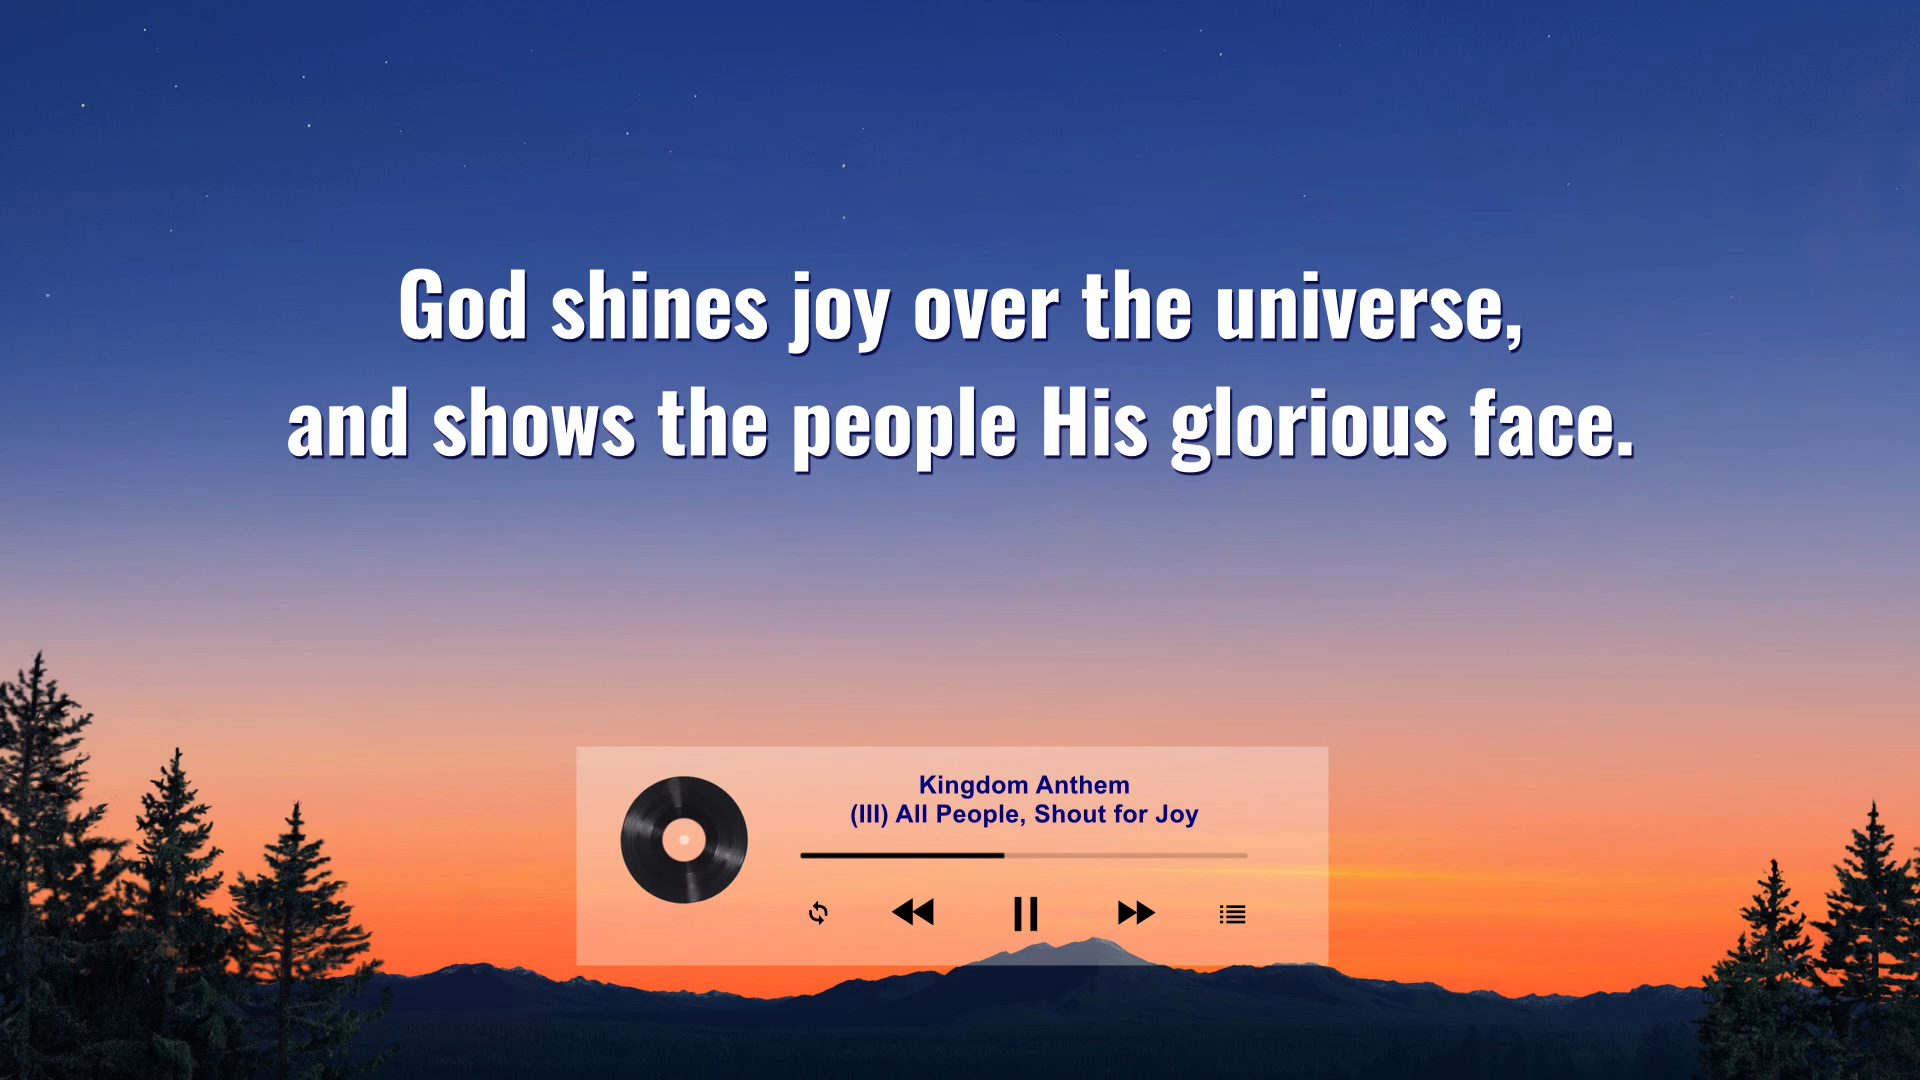 God shines joy over the universe,
and shows the people His glorious face.
Kingdom Anthem
(III) All People, Shout for Joy